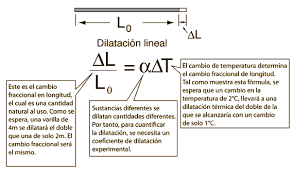 L₀
ΔL
Dilatación lineal
ΔL
L₀
= αΔT
Este es el cambio
fraccional en longitud,
el cual es una cantidad
natural al uso. Como se
espera, una varilla de
4m se dilatará el doble
que una de solo 2m. El
cambio fraccional será
el mismo.
Sustancias diferentes se
dilatan cantidades diferentes.
Por tanto, para cuantificar
la dilatación, se necesita un
coeficiente de dilatación
experimental.
El cambio de temperatura determina
el cambio fraccional de longitud.
Tal como muestra esta fórmula, se
espera que un cambio en la
temperatura de 2°C, llevará a una
dilatación térmica del doble de la
que se alcanzaría con un cambio
de solo 1°C.